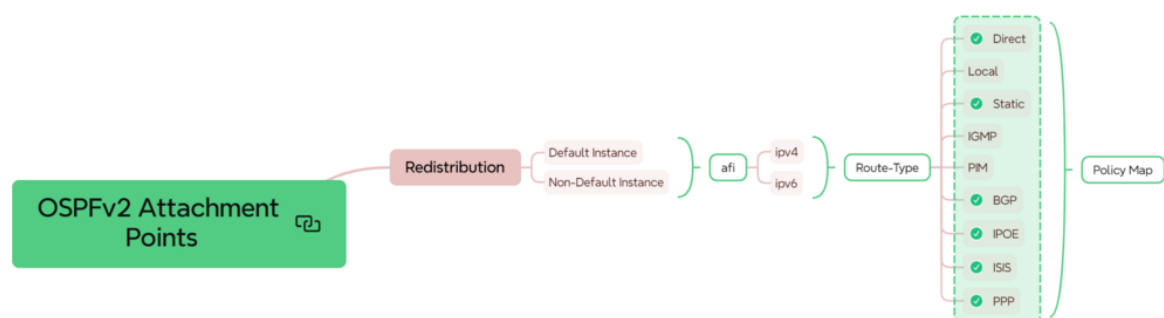 OSPFv2 Attachment
Points
Redistribution
Default Instance
Non-Default Instance
afi
ipv4
ipv6
Route-Type
Direct
Local
Static
IGMP
PIM
BGP
IPOE
ISIS
PPP
Policy Map